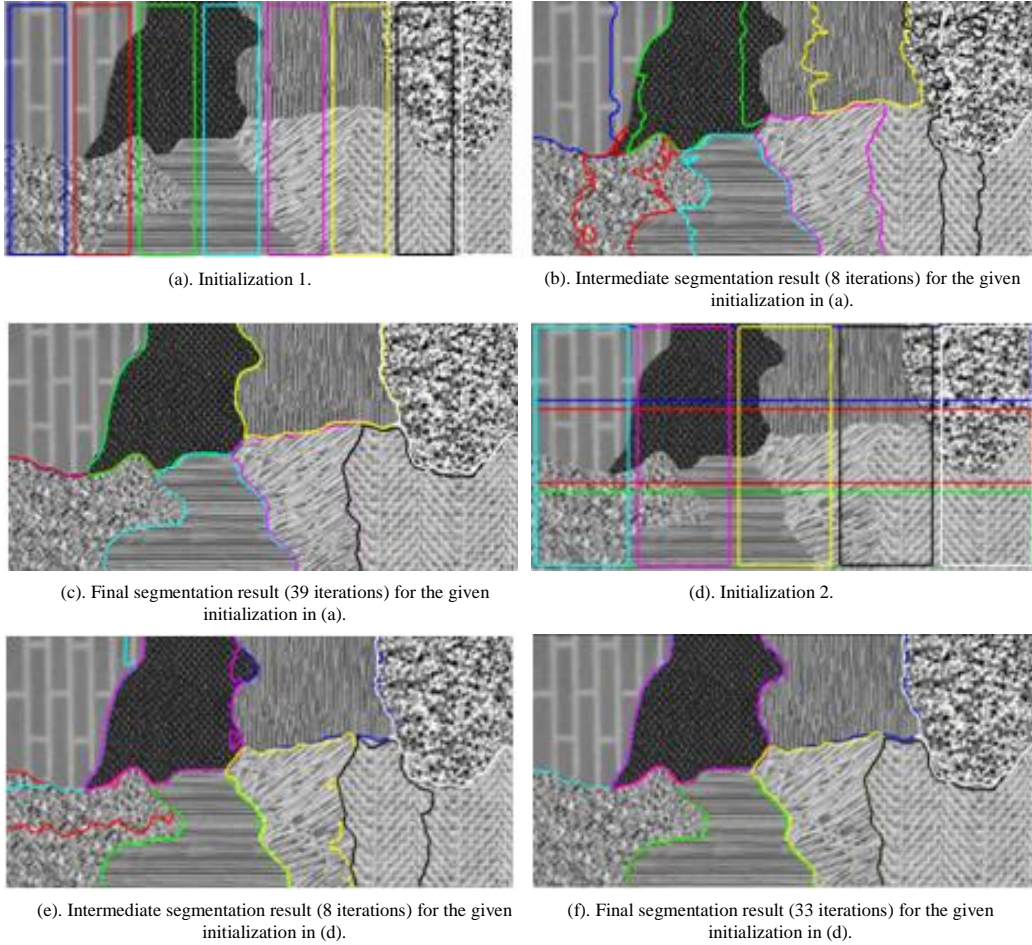 (a). Initialization 1.
(b). Intermediate segmentation result (8 iterations) for the given
initialization in (a).
(c). Final segmentation result (39 iterations) for the given
initialization in (a).
(d). Initialization 2.
(e). Intermediate segmentation result (8 iterations) for the given
initialization in (d).
(f). Final segmentation result (33 iterations) for the given
initialization in (d).